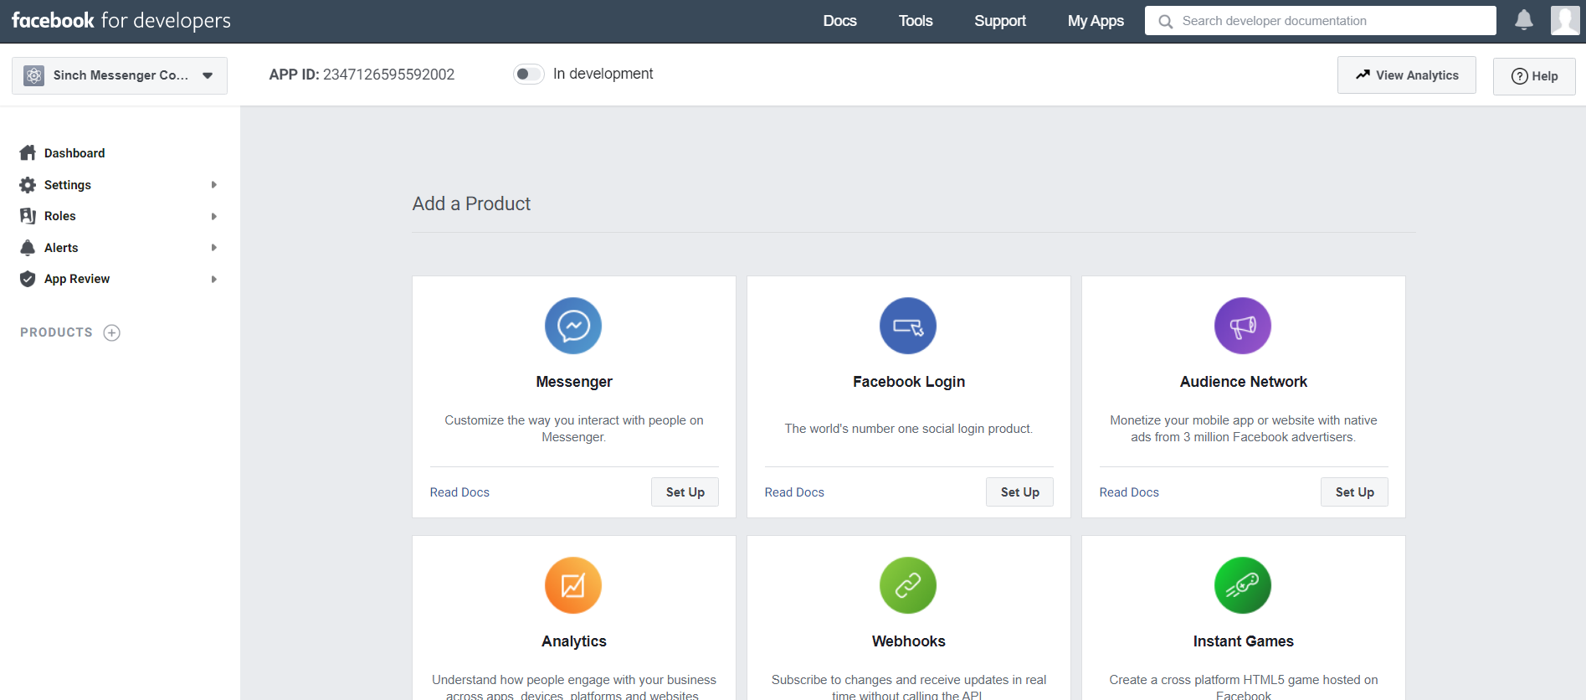 facebook for developers
Docs
Tools
Support
My Apps
Search developer documentation
Sinch Messenger Co...
APP ID: 2347126595592002
In development
View Analytics
Help
Dashboard
Settings
Roles
Alerts
App Review
PRODUCTS
Add a Product
Messenger
Customize the way you interact with people on
Messenger.
Read Docs
Set Up
Facebook Login
The world's number one social login product.
Read Docs
Set Up
Audience Network
Monetize your mobile app or website with native
ads from 3 million Facebook advertisers.
Read Docs
Set Up
Analytics
Understand how people engage with your business
across apps, devices, platforms and websites
Webhooks
Subscribe to changes and receive updates in real
time without calling the API
Instant Games
Create a cross platform HTML5 game hosted on
Facebook